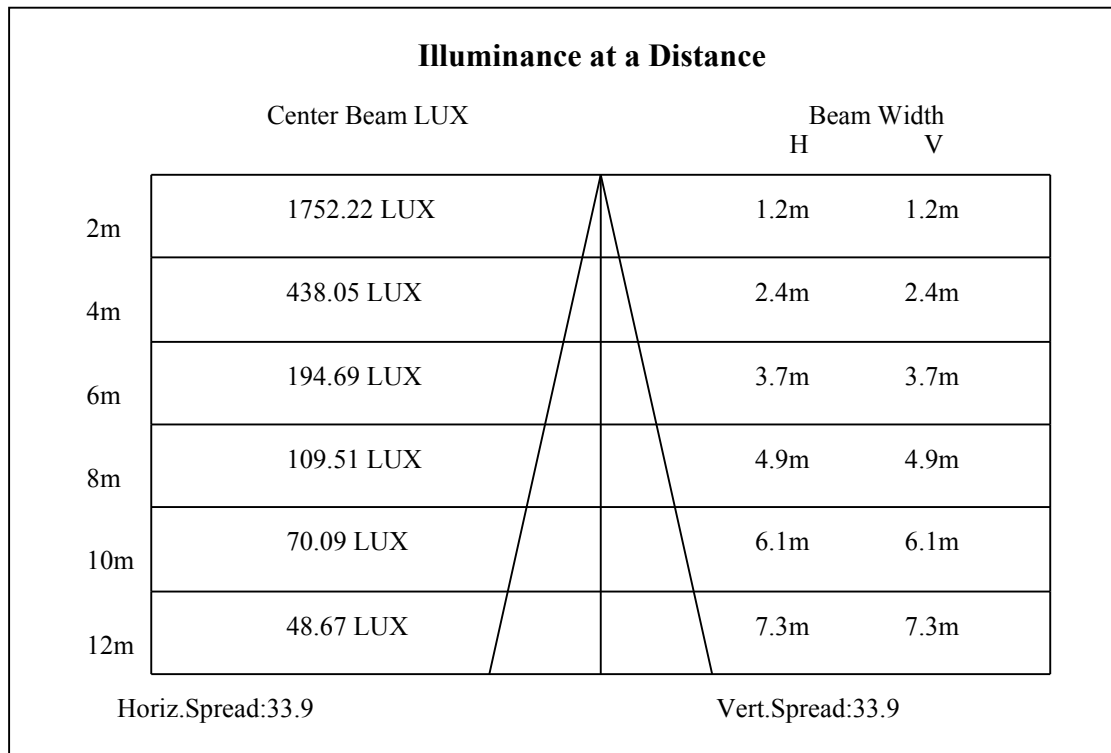 Illuminance at a Distance
Center Beam LUX Beam Width
H V
2m 1752.22 LUX 1.2m 1.2m
4m 438.05 LUX 2.4m 2.4m
6m 194.69 LUX 3.7m 3.7m
8m 109.51 LUX 4.9m 4.9m
10m 70.09 LUX 6.1m 6.1m
12m 48.67 LUX 7.3m 7.3m
Horiz.Spread:33.9 Vert.Spread:33.9